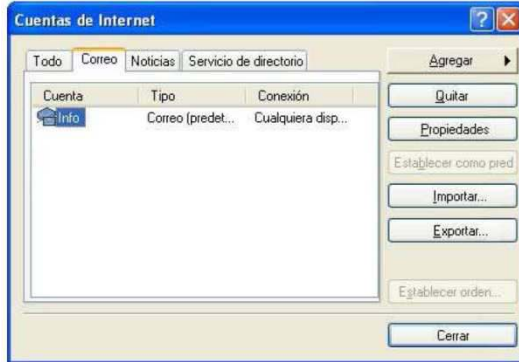 Cuentas de Internet
Todo Correo Noticias Servicio de directorio
Cuenta Tipo Conexión
Info Correo (predet... Cualquiera disp...
Agregar
Quitar
Propiedades
Establecer como pred
Importar...
Exportar...
Establecer orden...
Cerrar